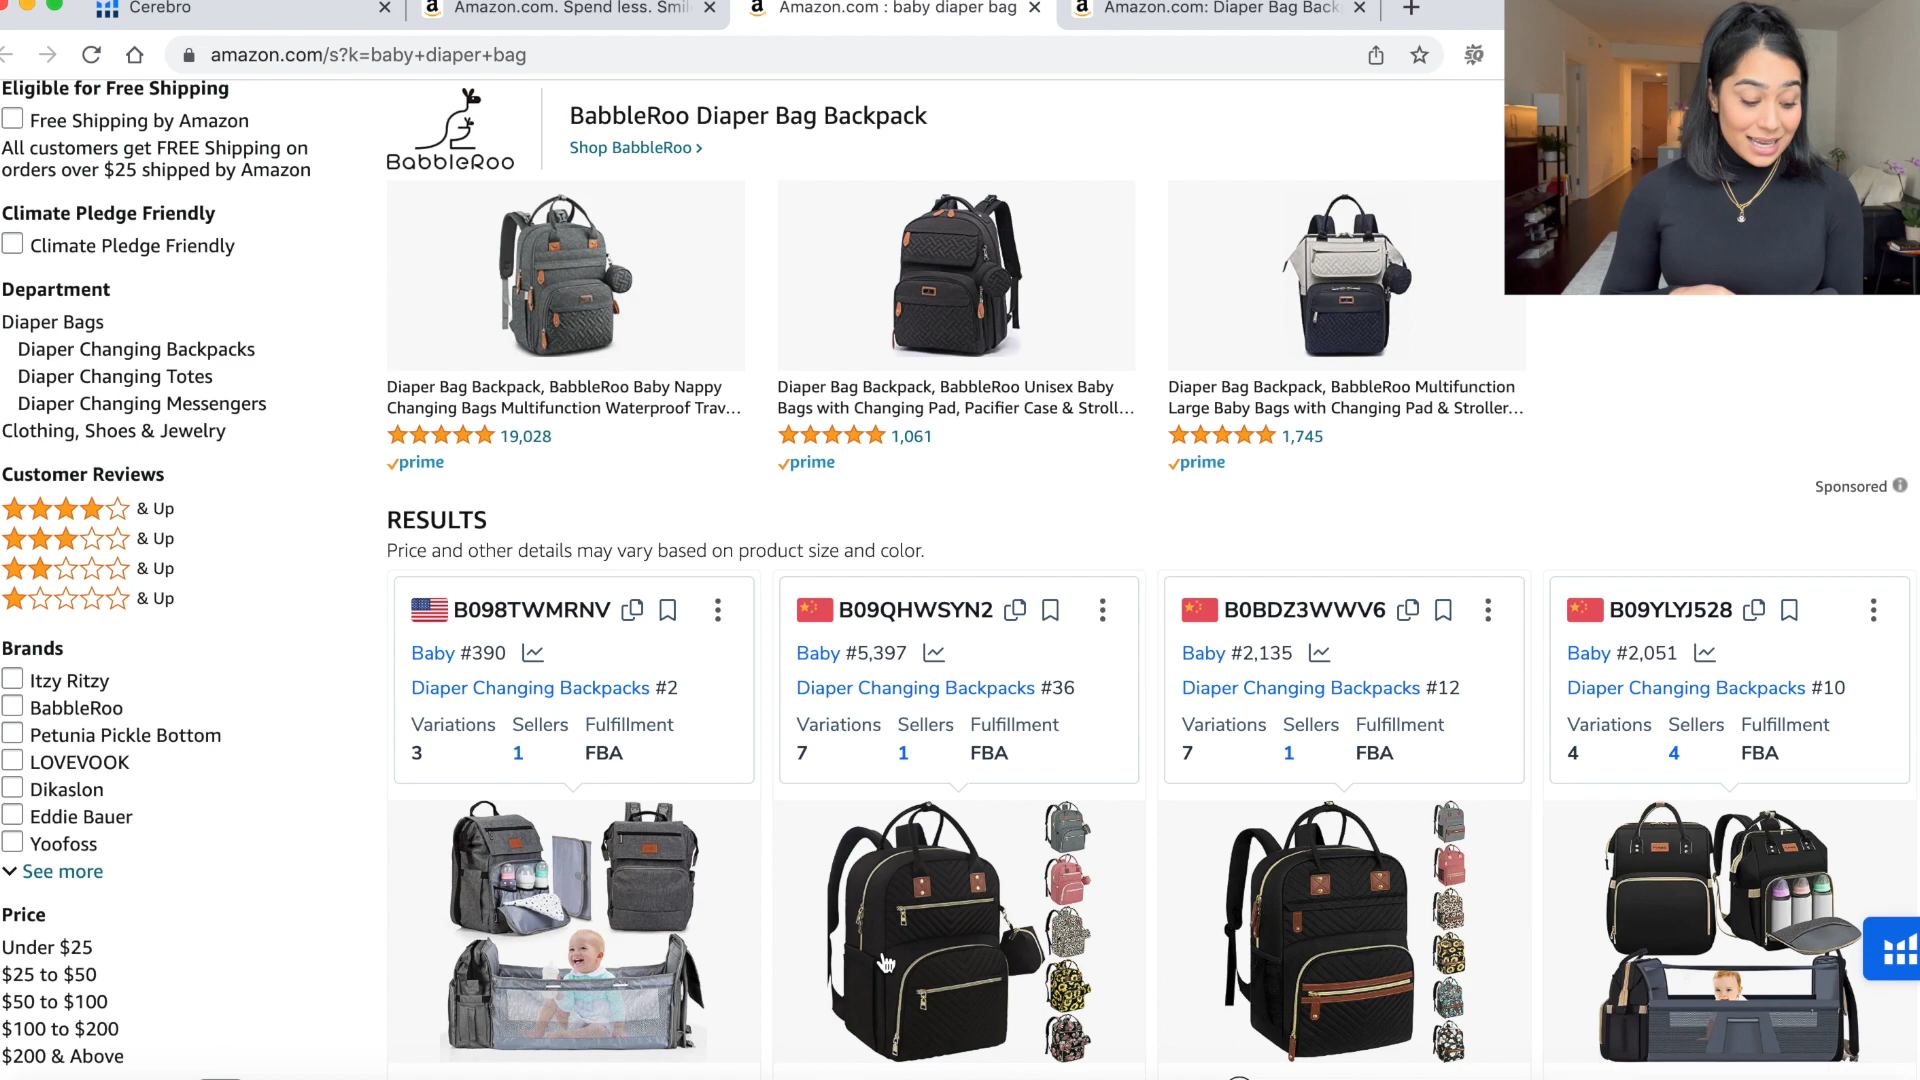 Cerebro
Amazon.com. Spend less. Smil
Amazon.com : baby diaper bag
Amazon.com: Diaper Bag Back
amazon.com/s?k=baby+diaper+bag
Eligible for Free Shipping
Free Shipping by Amazon
All customers get FREE Shipping on
orders over $25 shipped by Amazon
Climate Pledge Friendly
Climate Pledge Friendly
Department
Diaper Bags
Diaper Changing Backpacks
Diaper Changing Totes
Diaper Changing Messengers
Clothing, Shoes & Jewelry
Customer Reviews
& Up
& Up
& Up
& Up
Brands
Itzy Ritzy
BabbleRoo
Petunia Pickle Bottom
LOVEVOOK
Dikaslon
Eddie Bauer
Yoofoss
See more
Price
Under $25
$25 to $50
$50 to $100
$100 to $200
$200 & Above
BabbleRoo
BabbleRoo Diaper Bag Backpack
Shop BabbleRoo ›
Diaper Bag Backpack, BabbleRoo Baby Nappy
Changing Bags Multifunction Waterproof Trav...
19,028
prime
Diaper Bag Backpack, BabbleRoo Unisex Baby
Bags with Changing Pad, Pacifier Case & Stroll...
1,061
prime
Diaper Bag Backpack, BabbleRoo Multifunction
Large Baby Bags with Changing Pad & Stroller...
1,745
prime
Sponsored
RESULTS
Price and other details may vary based on product size and color.
B098TWMRNV
Baby #390
Diaper Changing Backpacks #2
Variations Sellers Fulfillment
3 1 FBA
B09QHWSYN2
Baby #5,397
Diaper Changing Backpacks #36
Variations Sellers Fulfillment
7 1 FBA
B0BDZ3WWV6
Baby #2,135
Diaper Changing Backpacks #12
Variations Sellers Fulfillment
7 1 FBA
B09YLYJ528
Baby #2,051
Diaper Changing Backpacks #10
Variations Sellers Fulfillment
4 4 FBA